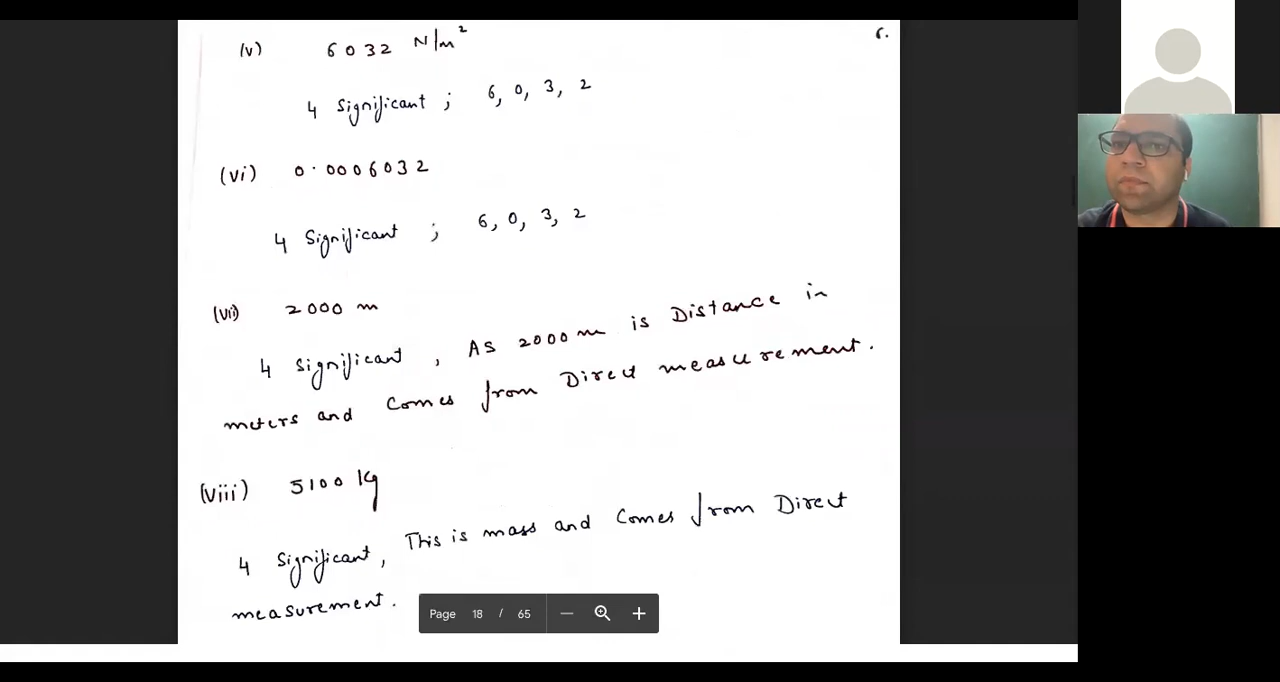 6.
(v) 6032 N/m²
4 Significant ; 6, 0, 3, 2
(vi) 0.0006032
4 Significant ; 6, 0, 3, 2
(vii) 2000 m
4 Significant, As 2000 m is Distance in
meters and comes from Direct measurement.
(viii) 5100 Kg
4 Significant, This is mass and comes from Direct
measurement.
Page 18 / 65